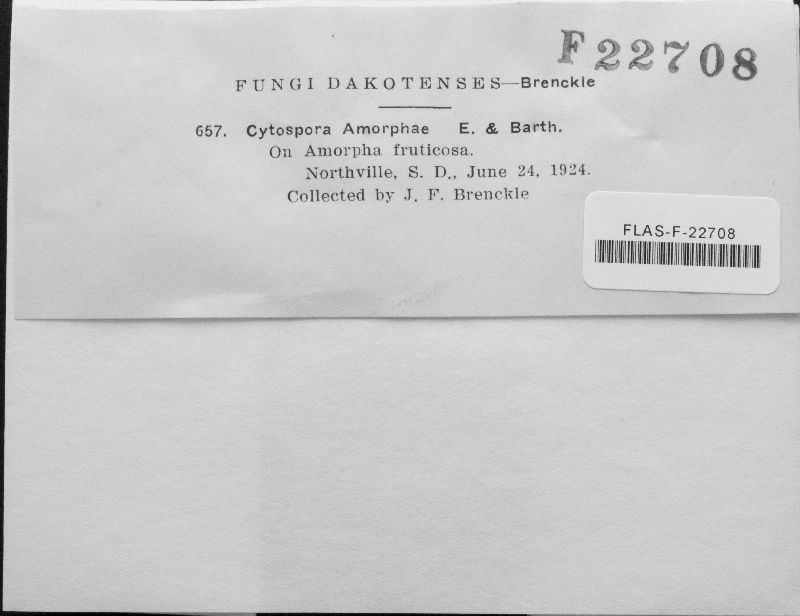 F22708
FUNGI DAKOTENSES—Brenckle
657. Cytospora Amorphae E. & Barth.
On Amorpha fruticosa.
Northville, S. D., June 24, 1924.
Collected by J. F. Brenckle
FLAS-F-22708